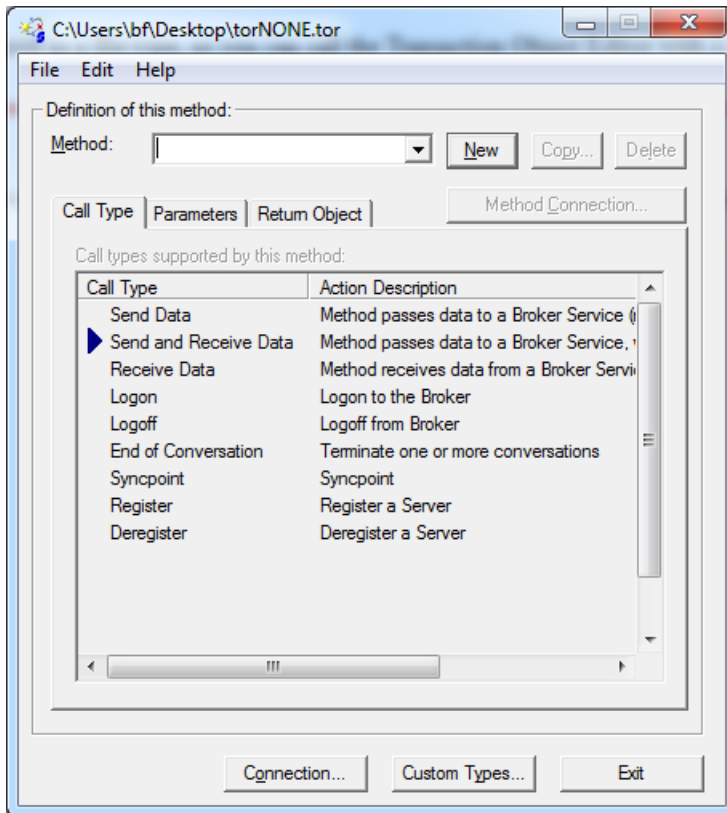 C:\Users\bf\Desktop\torNONE.tor
File Edit Help
Definition of this method:
Method: New Copy... Delete
Method Connection...
Call Type Parameters Return Object
Call types supported by this method:
Call Type Action Description
Send Data Method passes data to a Broker Service
Send and Receive Data Method passes data to a Broker Service,
Receive Data Method receives data from a Broker Servi
Logon Logon to the Broker
Logoff Logoff from Broker
End of Conversation Terminate one or more conversations
Syncpoint Syncpoint
Register Register a Server
Deregister Deregister a Server
Connection... Custom Types... Exit